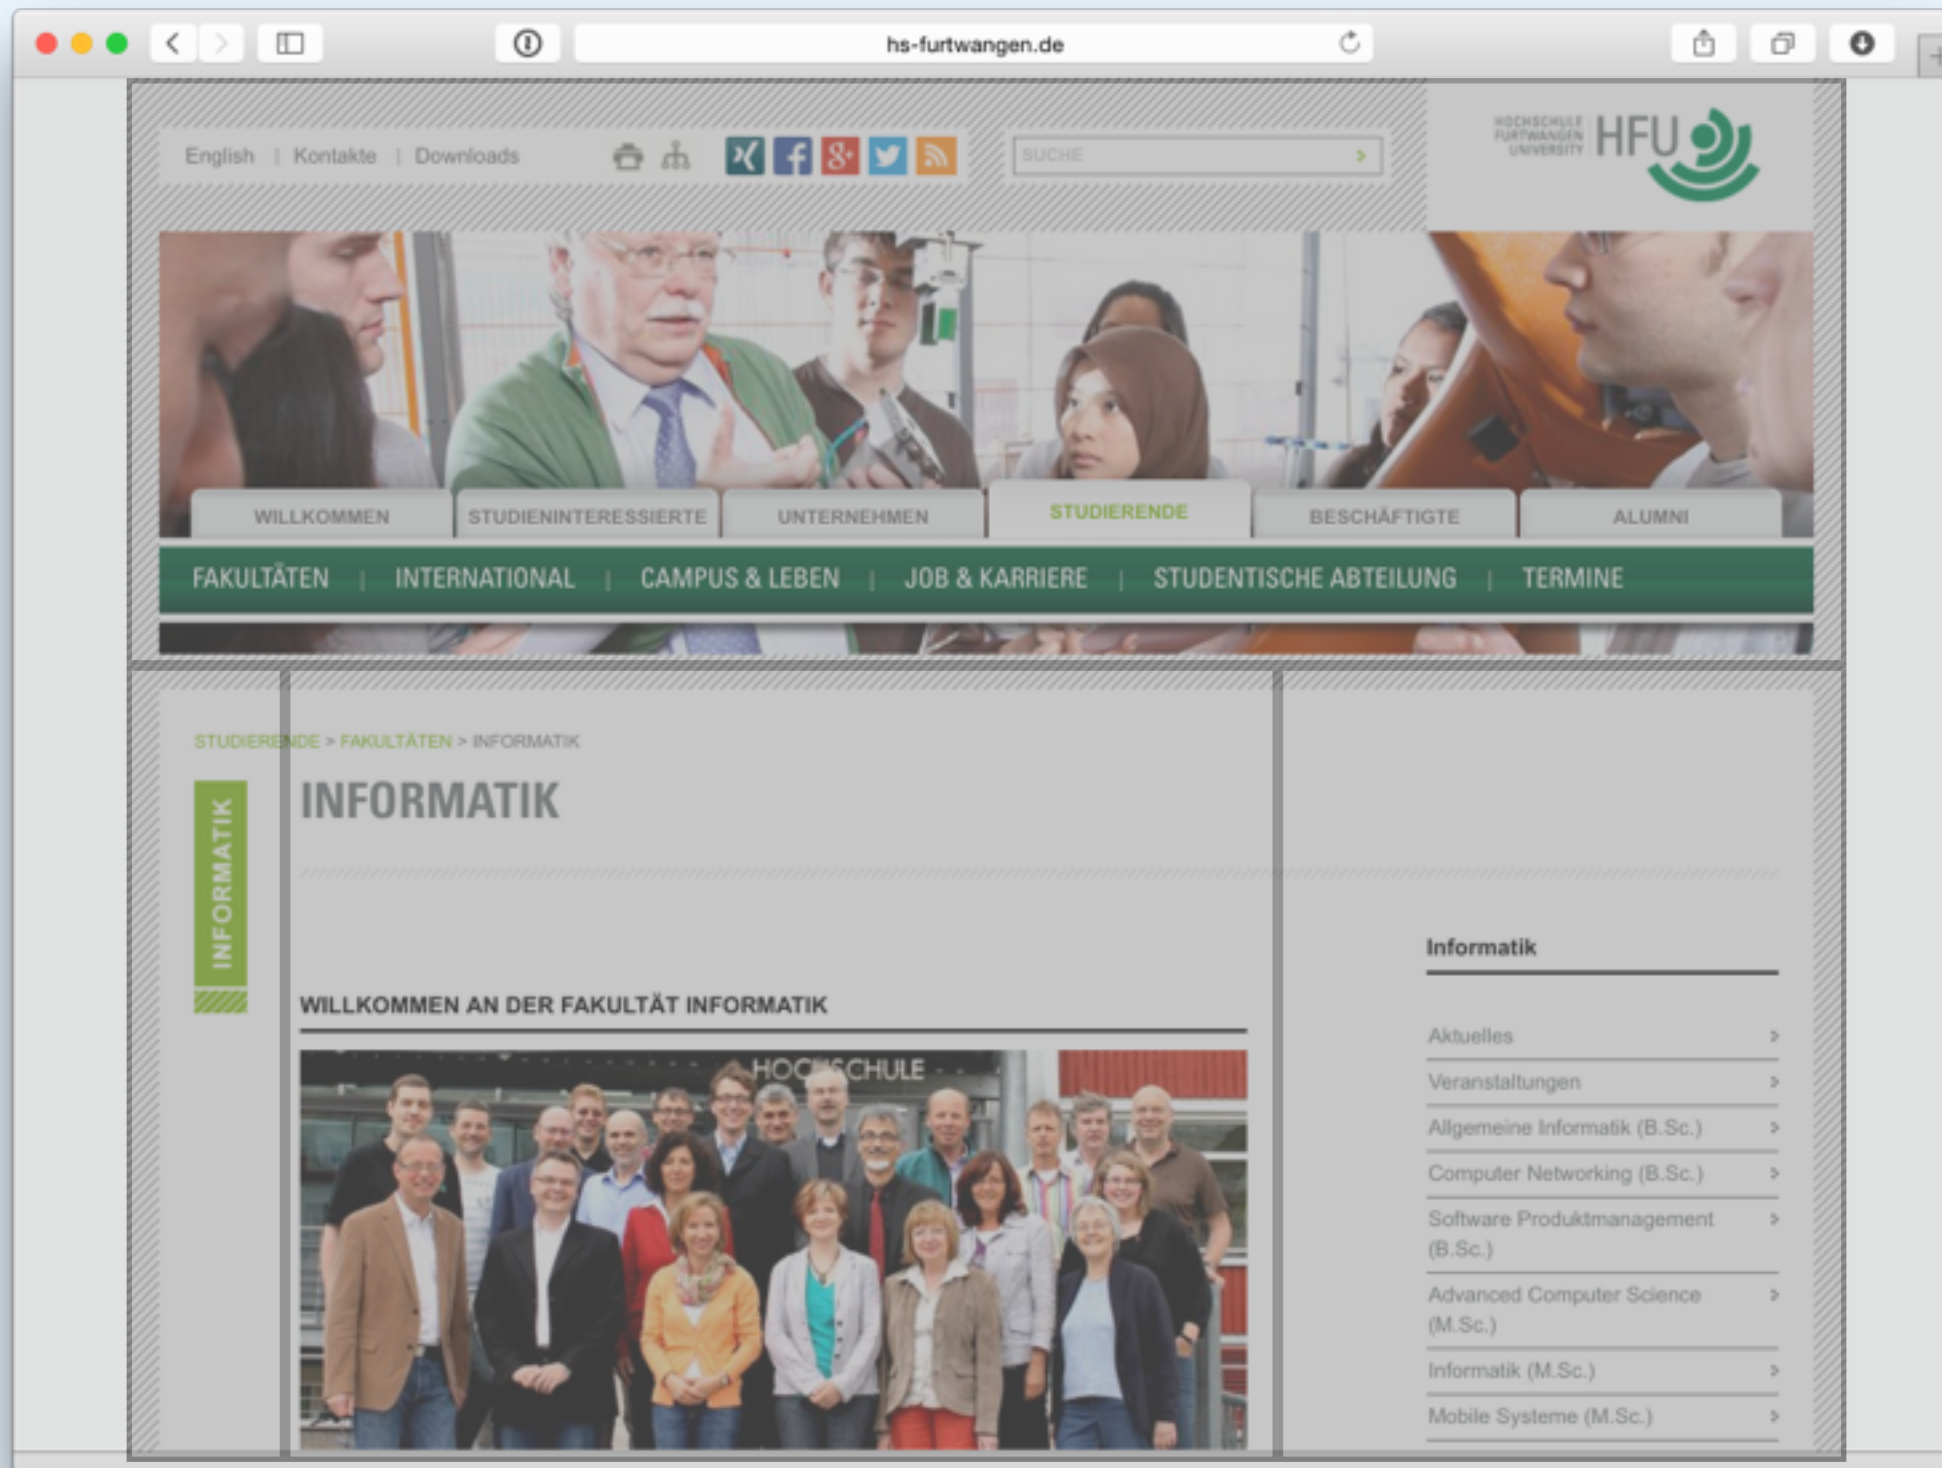 hs-furtwangen.de
English | Kontakte | Downloads
SUCHE
HOCHSCHULE
FURTWANGEN
UNIVERSITY
HFU
WILLKOMMEN
STUDIENINTERESSIERTE
UNTERNEHMEN
STUDIERENDE
BESCHÄFTIGTE
ALUMNI
FAKULTÄTEN | INTERNATIONAL | CAMPUS & LEBEN | JOB & KARRIERE | STUDENTISCHE ABTEILUNG | TERMINE
STUDIERENDE > FAKULTÄTEN > INFORMATIK
INFORMATIK
INFORMATIK
WILLKOMMEN AN DER FAKULTÄT INFORMATIK
HOCHSCHULE
Informatik
Aktuelles
Veranstaltungen
Allgemeine Informatik (B.Sc.)
Computer Networking (B.Sc.)
Software Produktmanagement
(B.Sc.)
Advanced Computer Science
(M.Sc.)
Informatik (M.Sc.)
Mobile Systeme (M.Sc.)